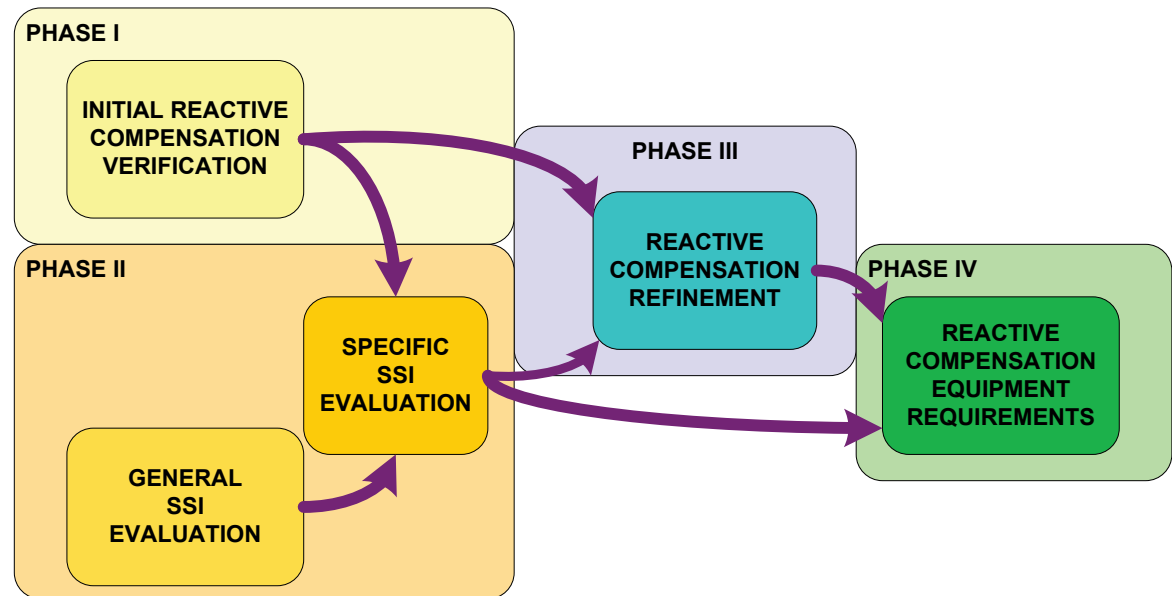 PHASE I
INITIAL REACTIVE
COMPENSATION
VERIFICATION
PHASE II
SPECIFIC
SSI
EVALUATION
GENERAL
SSI
EVALUATION
PHASE III
REACTIVE
COMPENSATION
REFINEMENT
PHASE IV
REACTIVE
COMPENSATION
EQUIPMENT
REQUIREMENTS